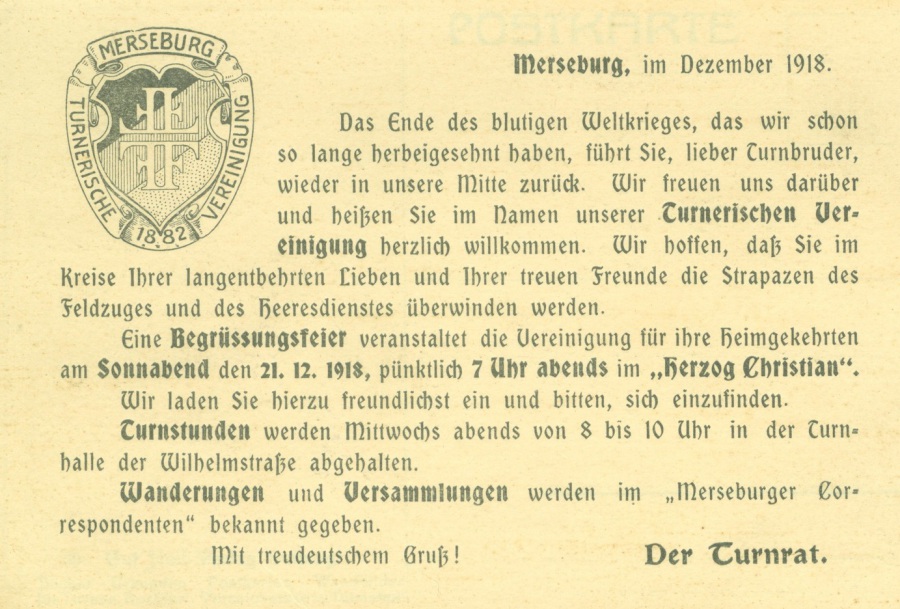 MERSEBURG
TURNERISCHE
VEREINIGUNG
1882
Merseburg, im Dezember 1918.
Das Ende des blutigen Weltkrieges, das wir schon
so lange herbeigesehnt haben, führt Sie, lieber Turnbruder,
wieder in unsere Mitte zurück. Wir freuen uns darüber
und heißen Sie im Namen unserer Turnerischen Ver-
einigung herzlich willkommen. Wir hoffen, daß Sie im
Kreise Ihrer langentbehrten Lieben und Ihrer treuen Freunde die Strapazen des
Feldzuges und des Heeresdienstes überwinden werden.
Eine Begrüssungsfeier veranstaltet die Vereinigung für ihre Heimgekehrten
am Sonnabend den 21. 12. 1918, pünktlich 7 Uhr abends im „Herzog Christian“.
Wir laden Sie hierzu freundlichst ein und bitten, sich einzufinden.
Turnstunden werden Mittwochs abends von 8 bis 10 Uhr in der Turn-
halle der Wilhelmstraße abgehalten.
Wanderungen und Versammlungen werden im „Merseburger Cor-
respondenten“ bekannt gegeben.
Mit treudeutschem Gruß! Der Turnrat.
POSTKARTE